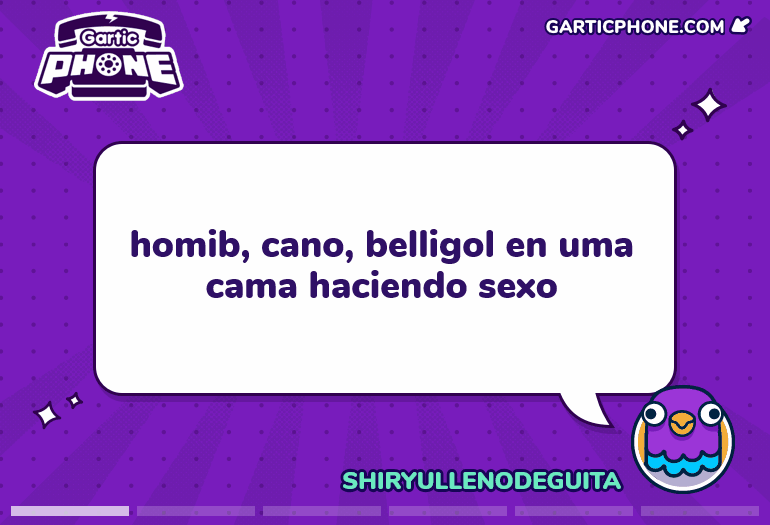 Gartic
PHONE
GARTICPHONE.COM
homib, cano, belligol en uma
cama haciendo sexo
SHIRYULLENODEGUITA